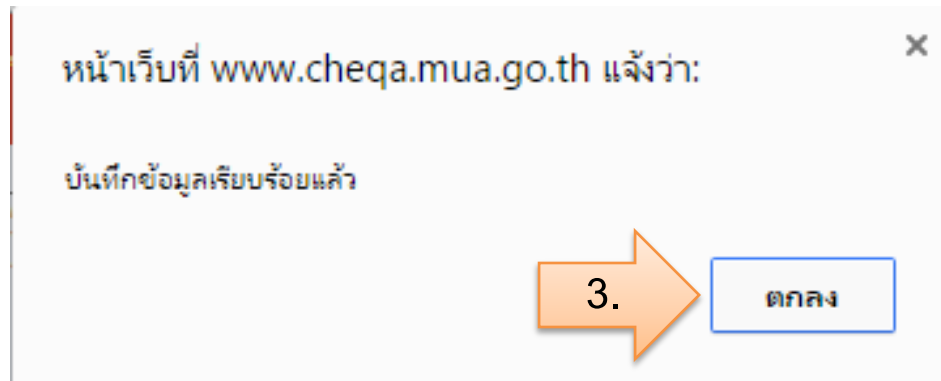 หน้าเว็บที่ www.cheqa.mua.go.th แจ้งว่า:
บันทึกข้อมูลเรียบร้อยแล้ว
3.
ตกลง